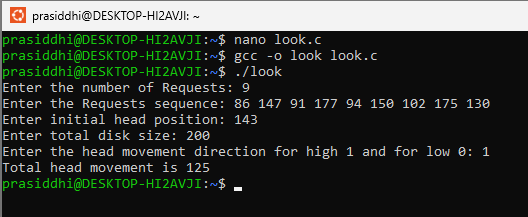 prasiddhi@DESKTOP-HI2AVJI: ~
prasiddhi@DESKTOP-HI2AVJI:~$ nano look.c
prasiddhi@DESKTOP-HI2AVJI:~$ gcc -o look look.c
prasiddhi@DESKTOP-HI2AVJI:~$ ./look
Enter the number of Requests: 9
Enter the Requests sequence: 86 147 91 177 94 150 102 175 130
Enter initial head position: 143
Enter total disk size: 200
Enter the head movement direction for high 1 and for low 0: 1
Total head movement is 125
prasiddhi@DESKTOP-HI2AVJI:~$